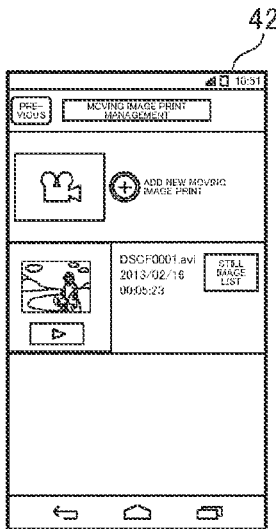 42
10:51
PRE-
VIOUS
MOVING IMAGE PRINT
MANAGEMENT
ADD NEW MOVING
IMAGE PRINT
DSCF0001.avi
2013/02/16
00:05:23
STILL
IMAGE
LIST